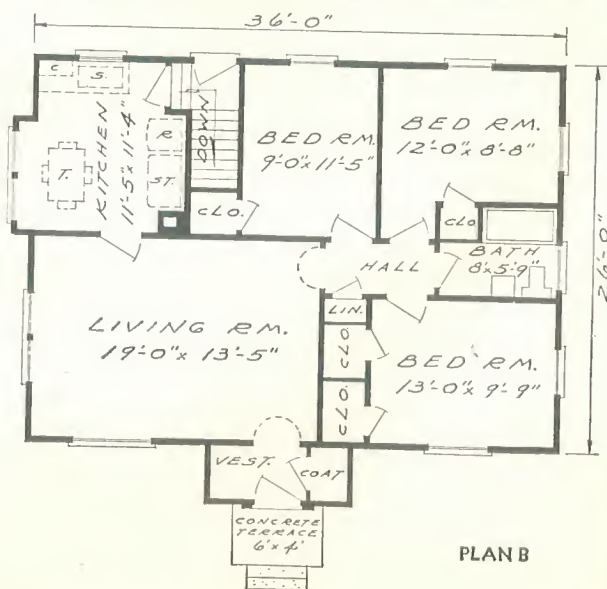 36'-0"
C
S.
T.
KITCHEN
11'-5" x 11'-4"
R
ST.
DOWN
CLO.
BED RM.
9'-0" x 11'-5"
BED RM.
12'-0" x 8'-8"
CLO
BATH
8' x 5'-9"
26'-0"
HALL
LIVING RM.
19'-0" x 13'-5"
LIN.
CLO.
CLO.
BED RM.
13'-0" x 9'-9"
VEST.
COAT
CONCRETE
TERRACE
6' x 4'
PLAN B